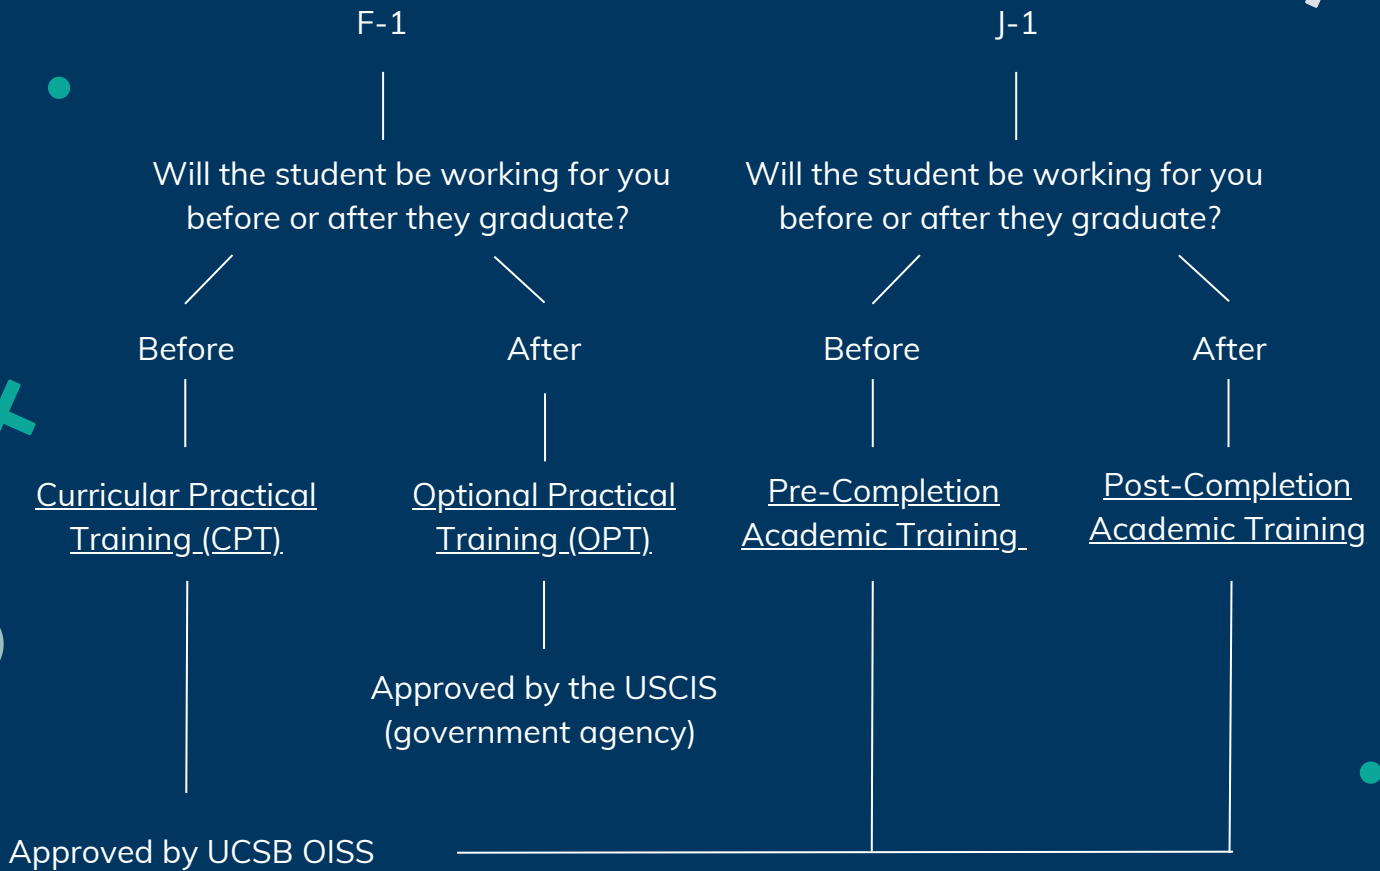 F-1
J-1
Will the student be working for you
before or after they graduate?
Will the student be working for you
before or after they graduate?
Before
After
Before
After
Curricular Practical
Training (CPT)
Optional Practical
Training (OPT)
Pre-Completion
Academic Training
Post-Completion
Academic Training
Approved by the USCIS
(government agency)
Approved by UCSB OISS